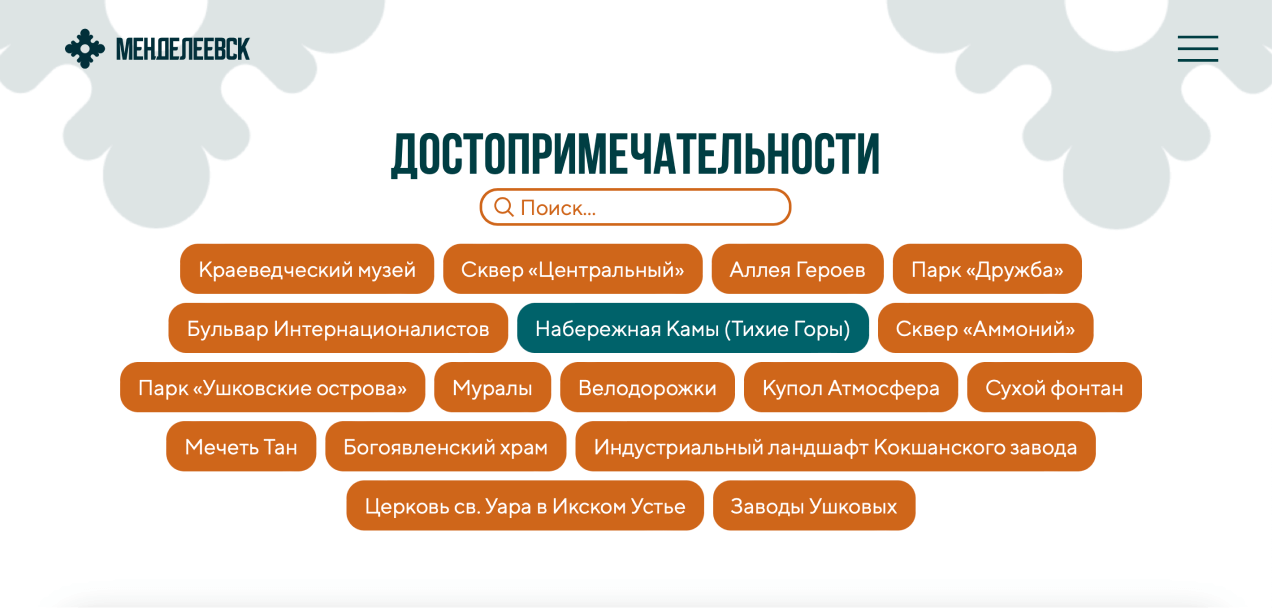 МЕНДЕЛЕЕВСК
ДОСТОПРИМЕЧАТЕЛЬНОСТИ
Поиск...
Краеведческий музей Сквер «Центральный» Аллея Героев Парк «Дружба»
Бульвар Интернационалистов Набережная Камы (Тихие Горы) Сквер «Аммоний»
Парк «Ушковские острова» Муралы Велодорожки Купол Атмосфера Сухой фонтан
Мечеть Тан Богоявленский храм Индустриальный ландшафт Кокшанского завода
Церковь св. Уара в Икском Устье Заводы Ушковых